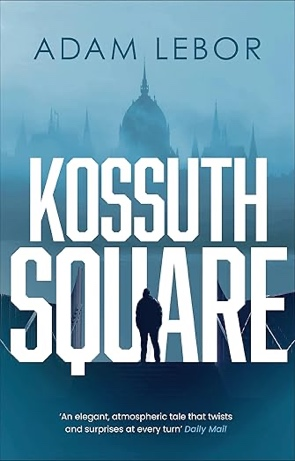 ADAM LEBOR
KOSSUTH
SQUARE
‘An elegant, atmospheric tale that twists
and surprises at every turn’ Daily Mail